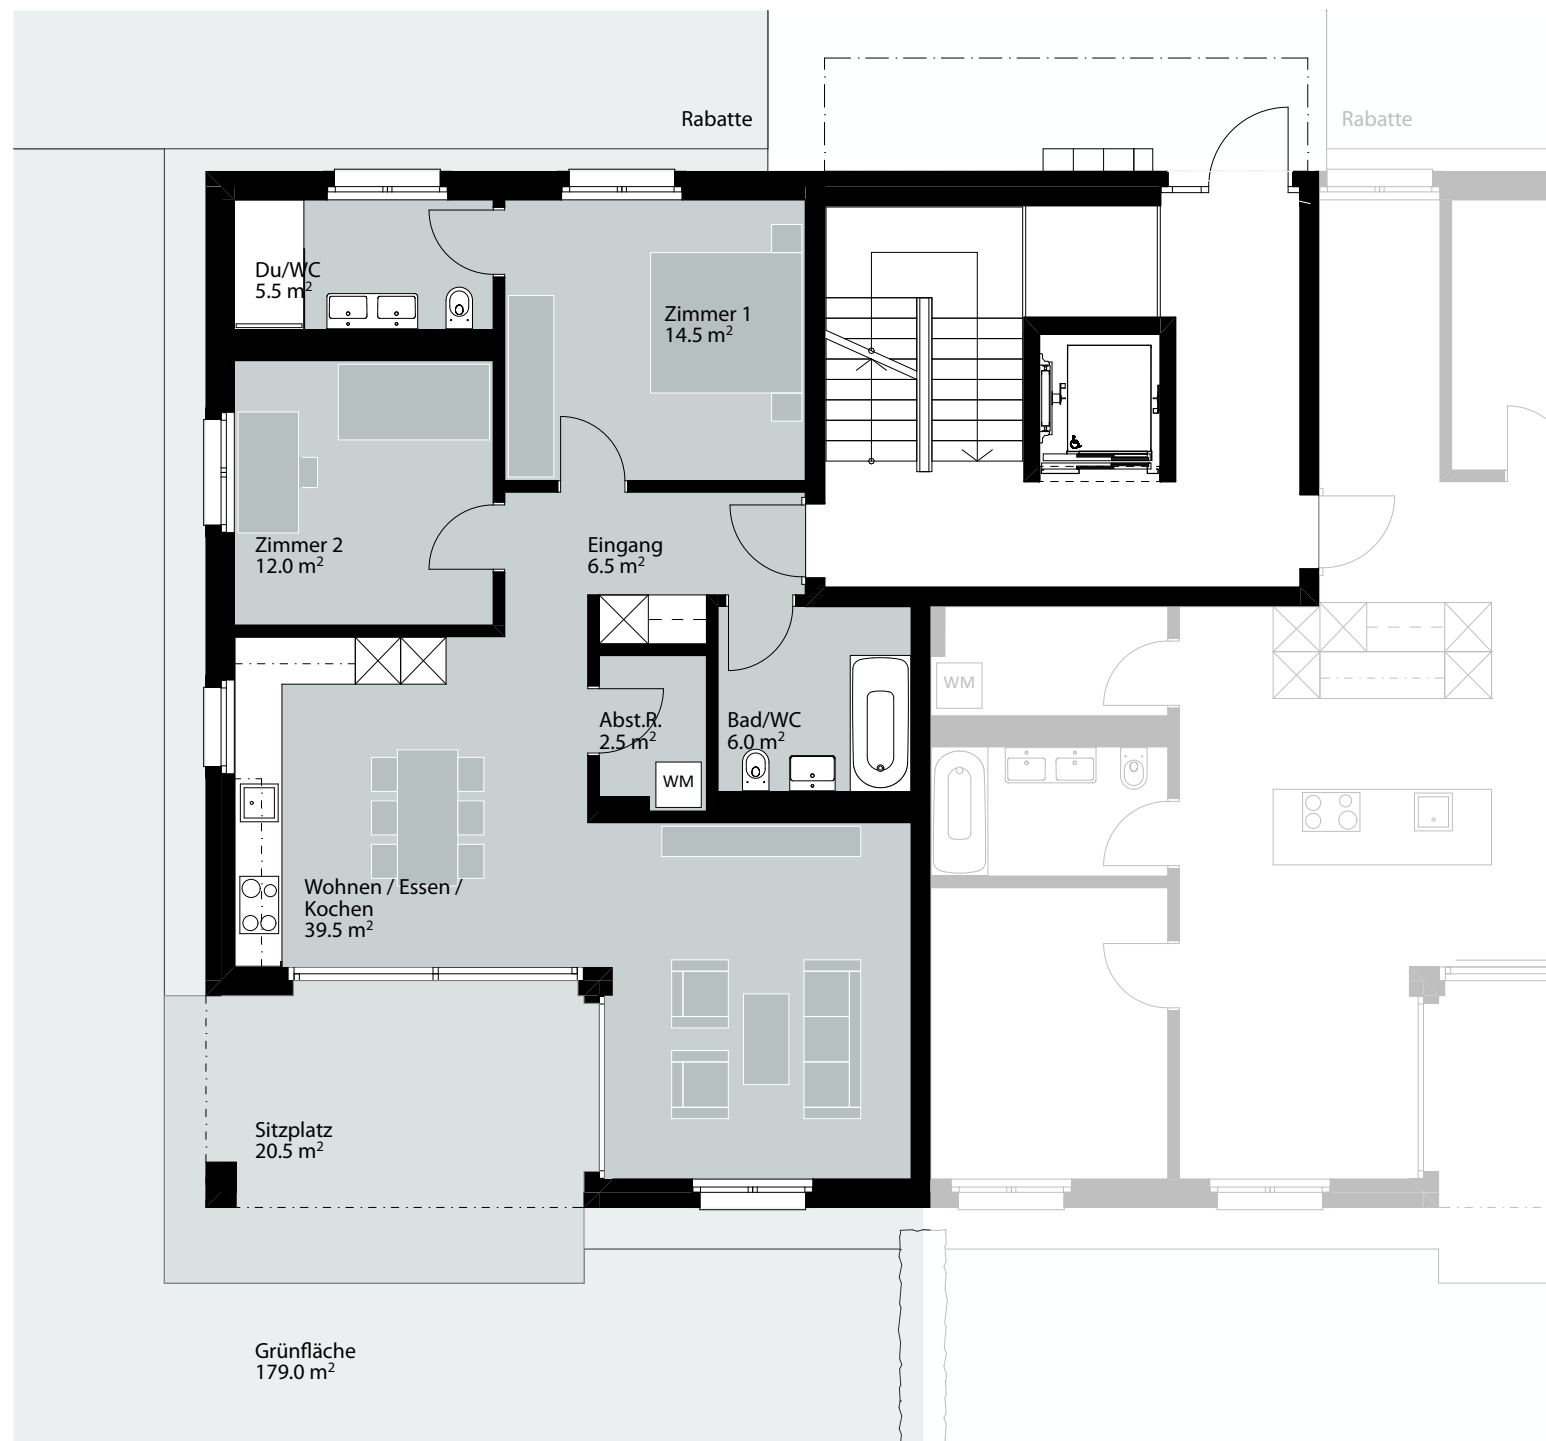 Rabatte
Rabatte
Du/WC
5.5 m²
Zimmer 1
14.5 m²
Zimmer 2
12.0 m²
Eingang
6.5 m²
Abst.R.
2.5 m²
Bad/WC
6.0 m²
WM
WM
Wohnen / Essen /
Kochen
39.5 m²
Sitzplatz
20.5 m²
Grünfläche
179.0 m²